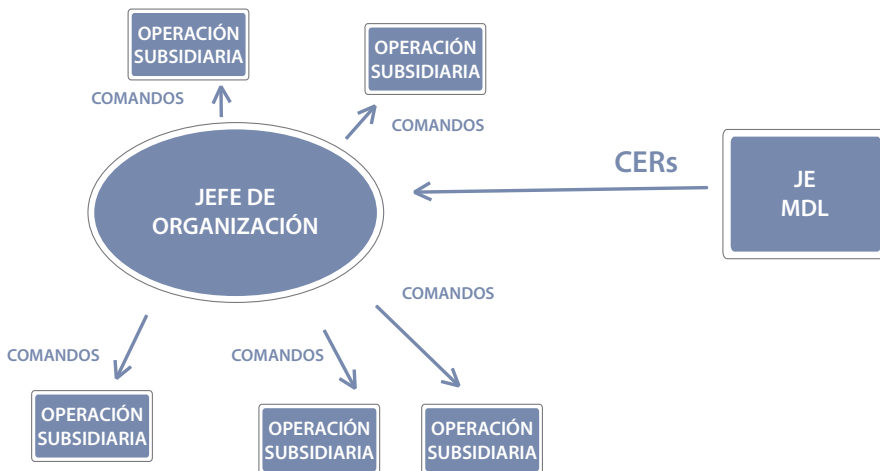 OPERACIÓN
SUBSIDIARIA
OPERACIÓN
SUBSIDIARIA
COMANDOS
COMANDOS
CERs
JE
MDL
JEFE DE
ORGANIZACIÓN
COMANDOS
COMANDOS
COMANDOS
OPERACIÓN
SUBSIDIARIA
OPERACIÓN
SUBSIDIARIA
OPERACIÓN
SUBSIDIARIA